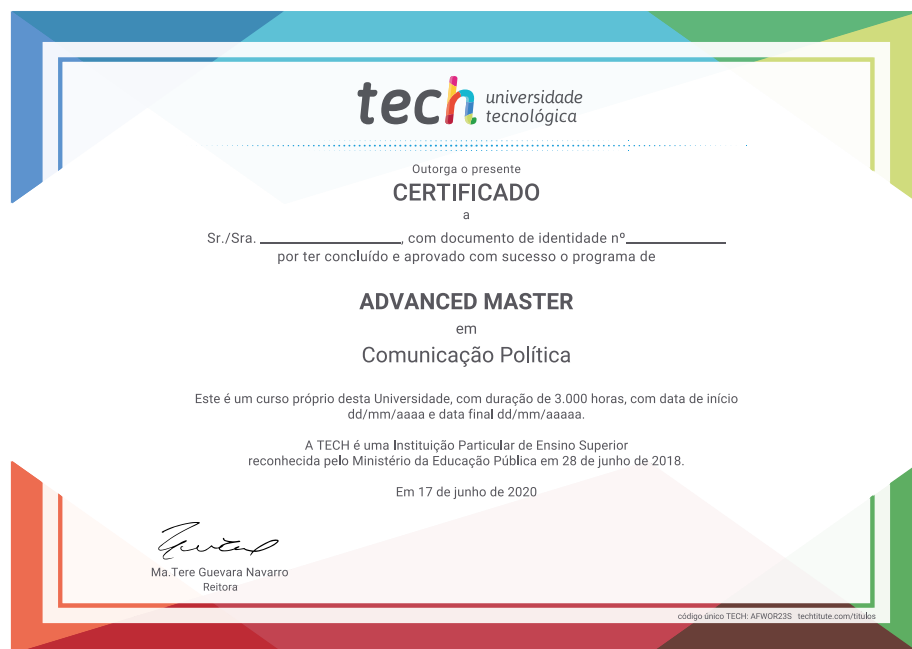 tech universidade
tecnológica
Outorga o presente
CERTIFICADO
a
Sr./Sra. ________________, com documento de identidade nº____________
por ter concluído e aprovado com sucesso o programa de
ADVANCED MASTER
em
Comunicação Política
Este é um curso próprio desta Universidade, com duração de 3.000 horas, com data de início
dd/mm/aaaa e data final dd/mm/aaaaa.
A TECH é uma Instituição Particular de Ensino Superior
reconhecida pelo Ministério da Educação Pública em 28 de junho de 2018.
Em 17 de junho de 2020
Ma.Tere Guevara Navarro
Reitora
código único TECH: AFWOR23S techtitute.com/titulos